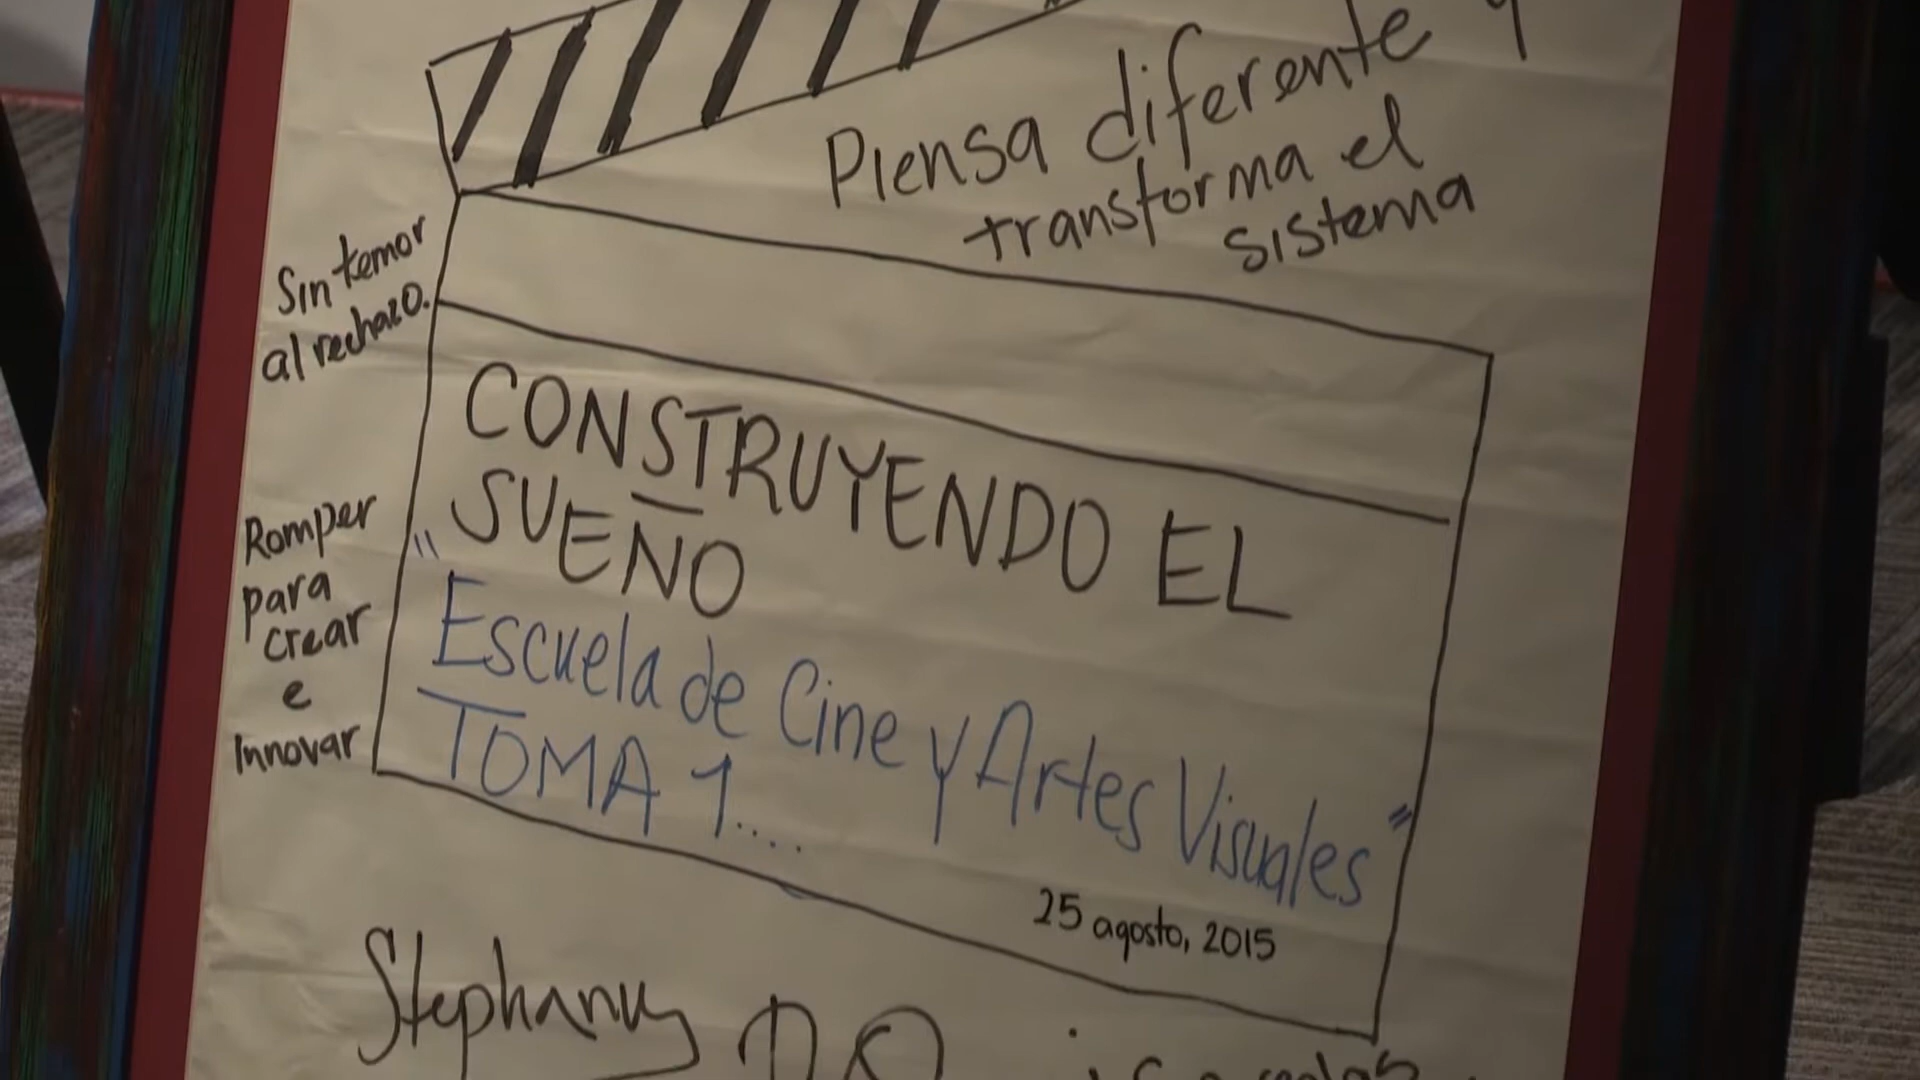 Piensa diferente y
transforma el
sistema
Sin temor
al rechazo.
CONSTRUYENDO EL
SUEÑO
Romper
para
crear
e
Innovar
"Escuela de Cine y Artes Visuales"
TOMA 1....
25 agosto, 2015